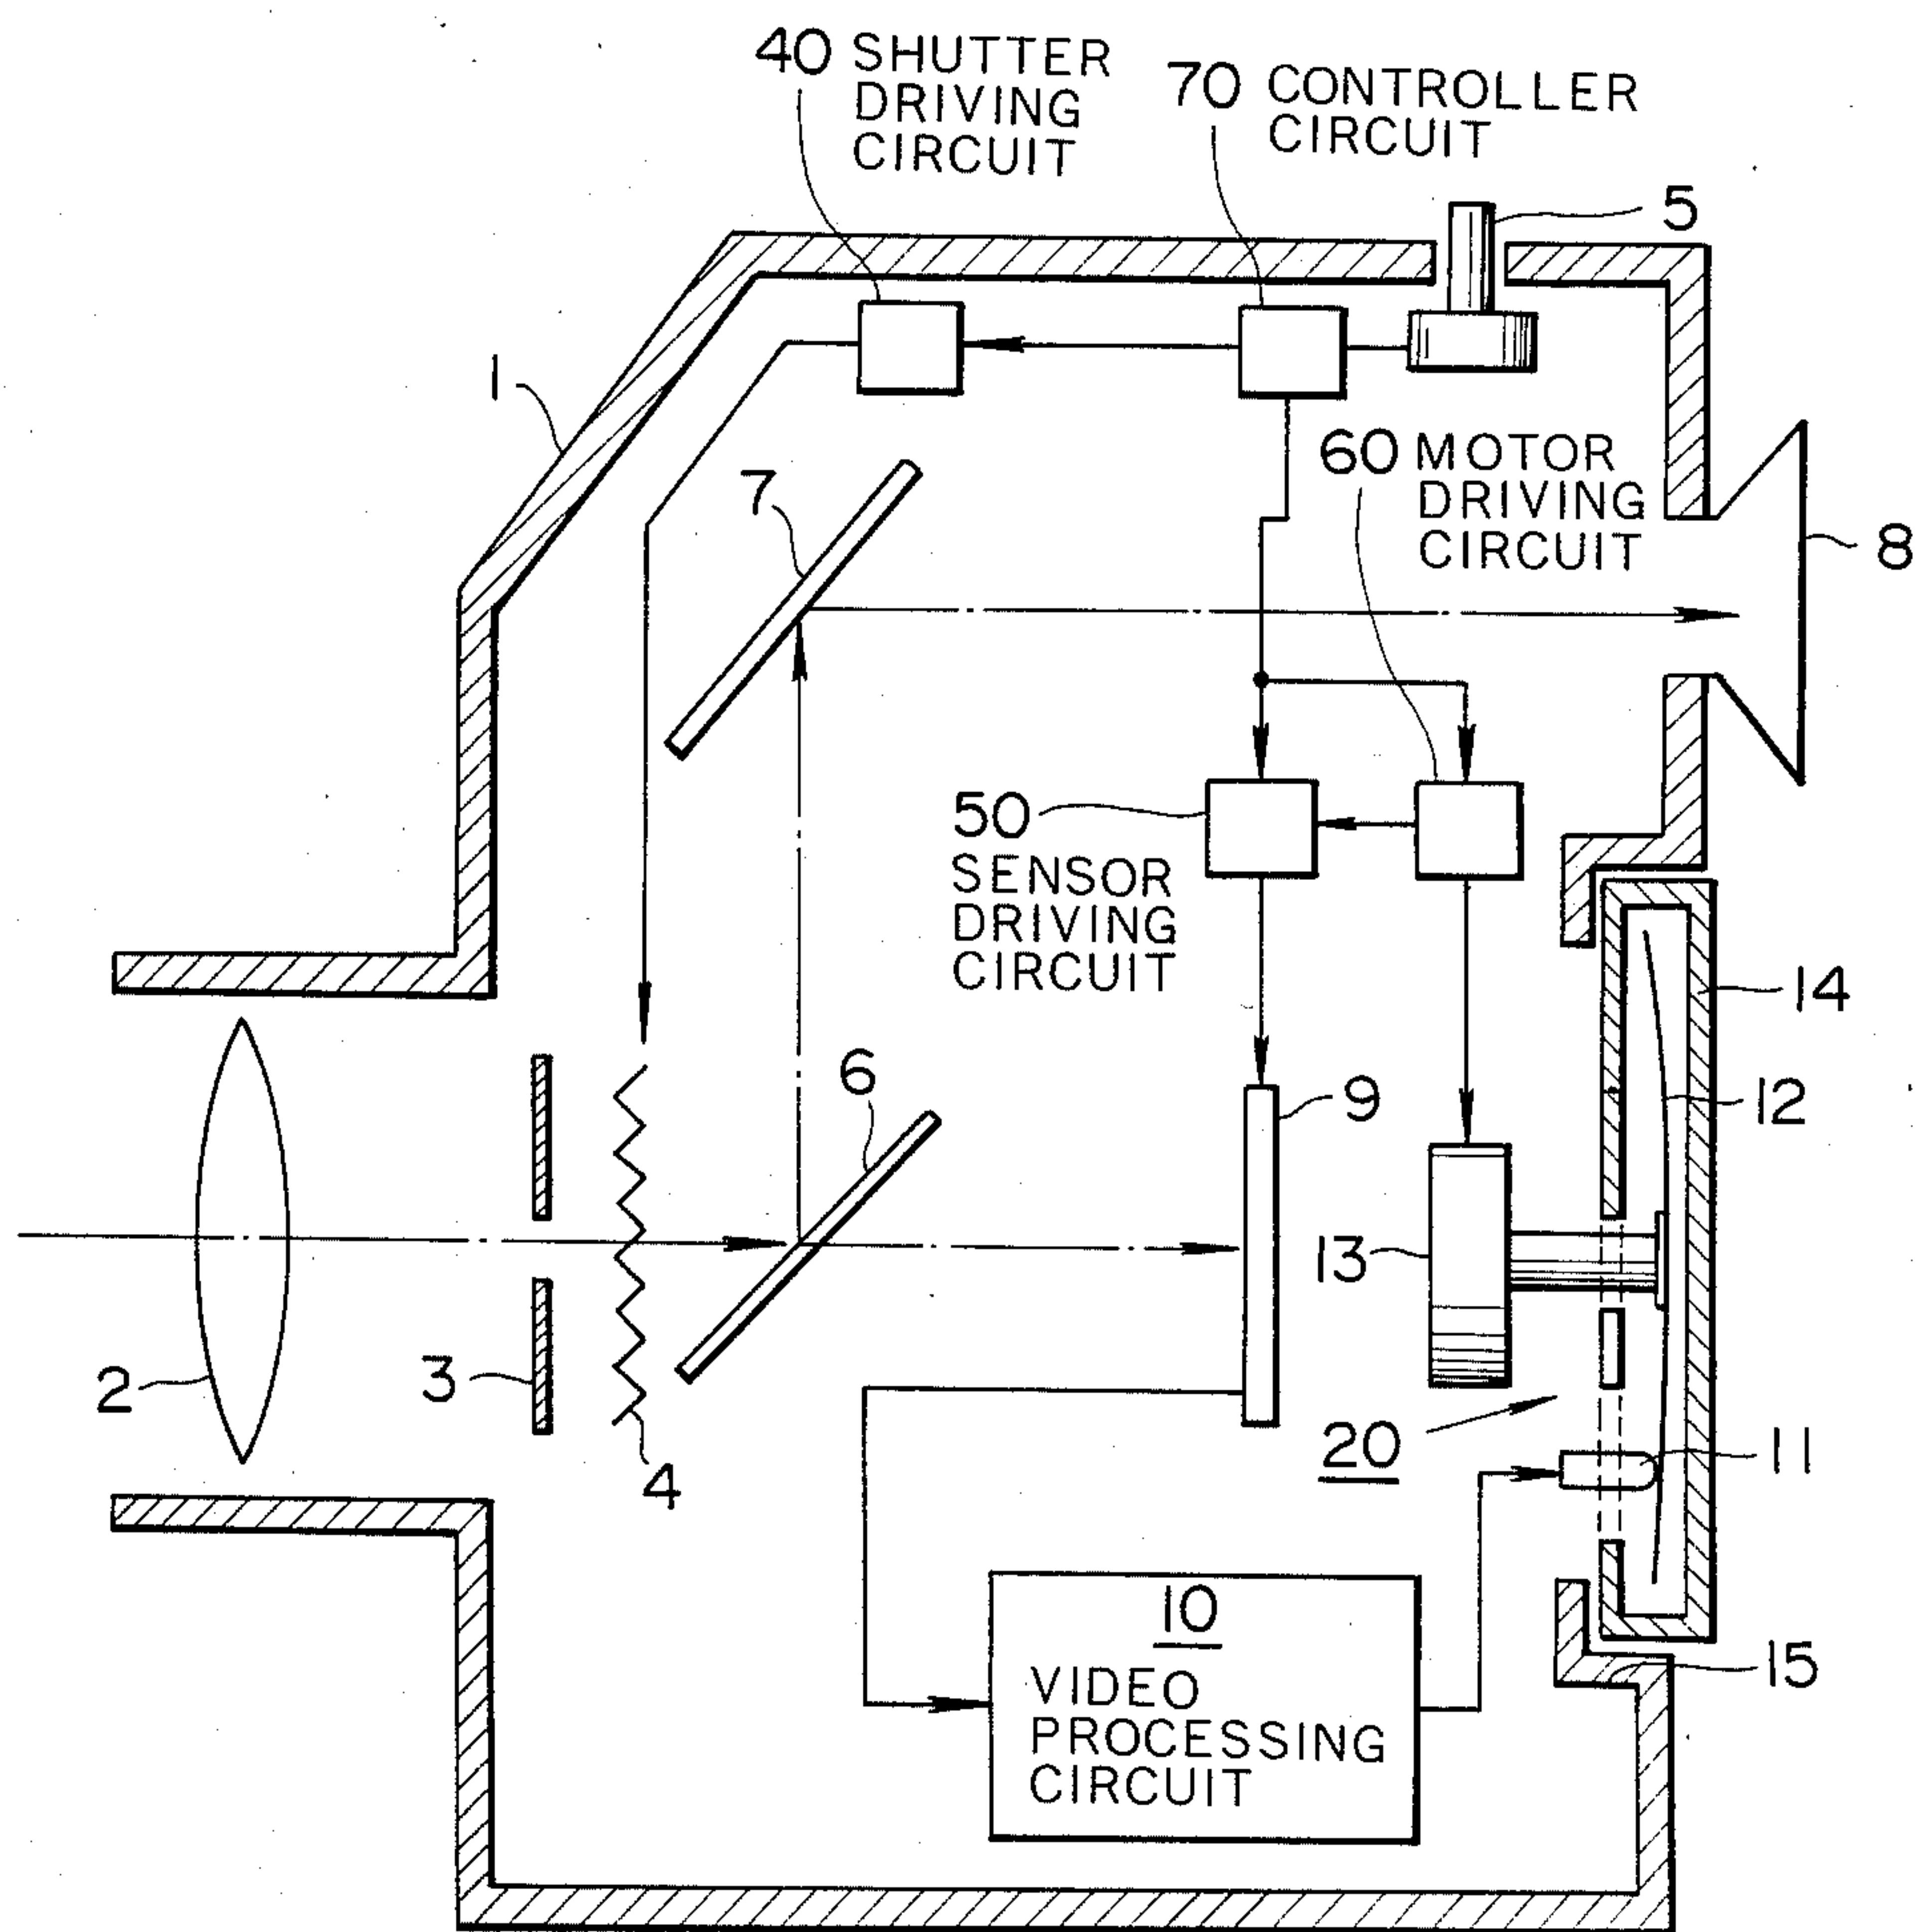 40 SHUTTER
DRIVING
CIRCUIT
70 CONTROLLER
CIRCUIT
5
1
60 MOTOR
DRIVING
CIRCUIT
7
8
50
SENSOR
DRIVING
CIRCUIT
14
6
9
12
13
2
3
4
20
11
10
VIDEO
PROCESSING
CIRCUIT
15